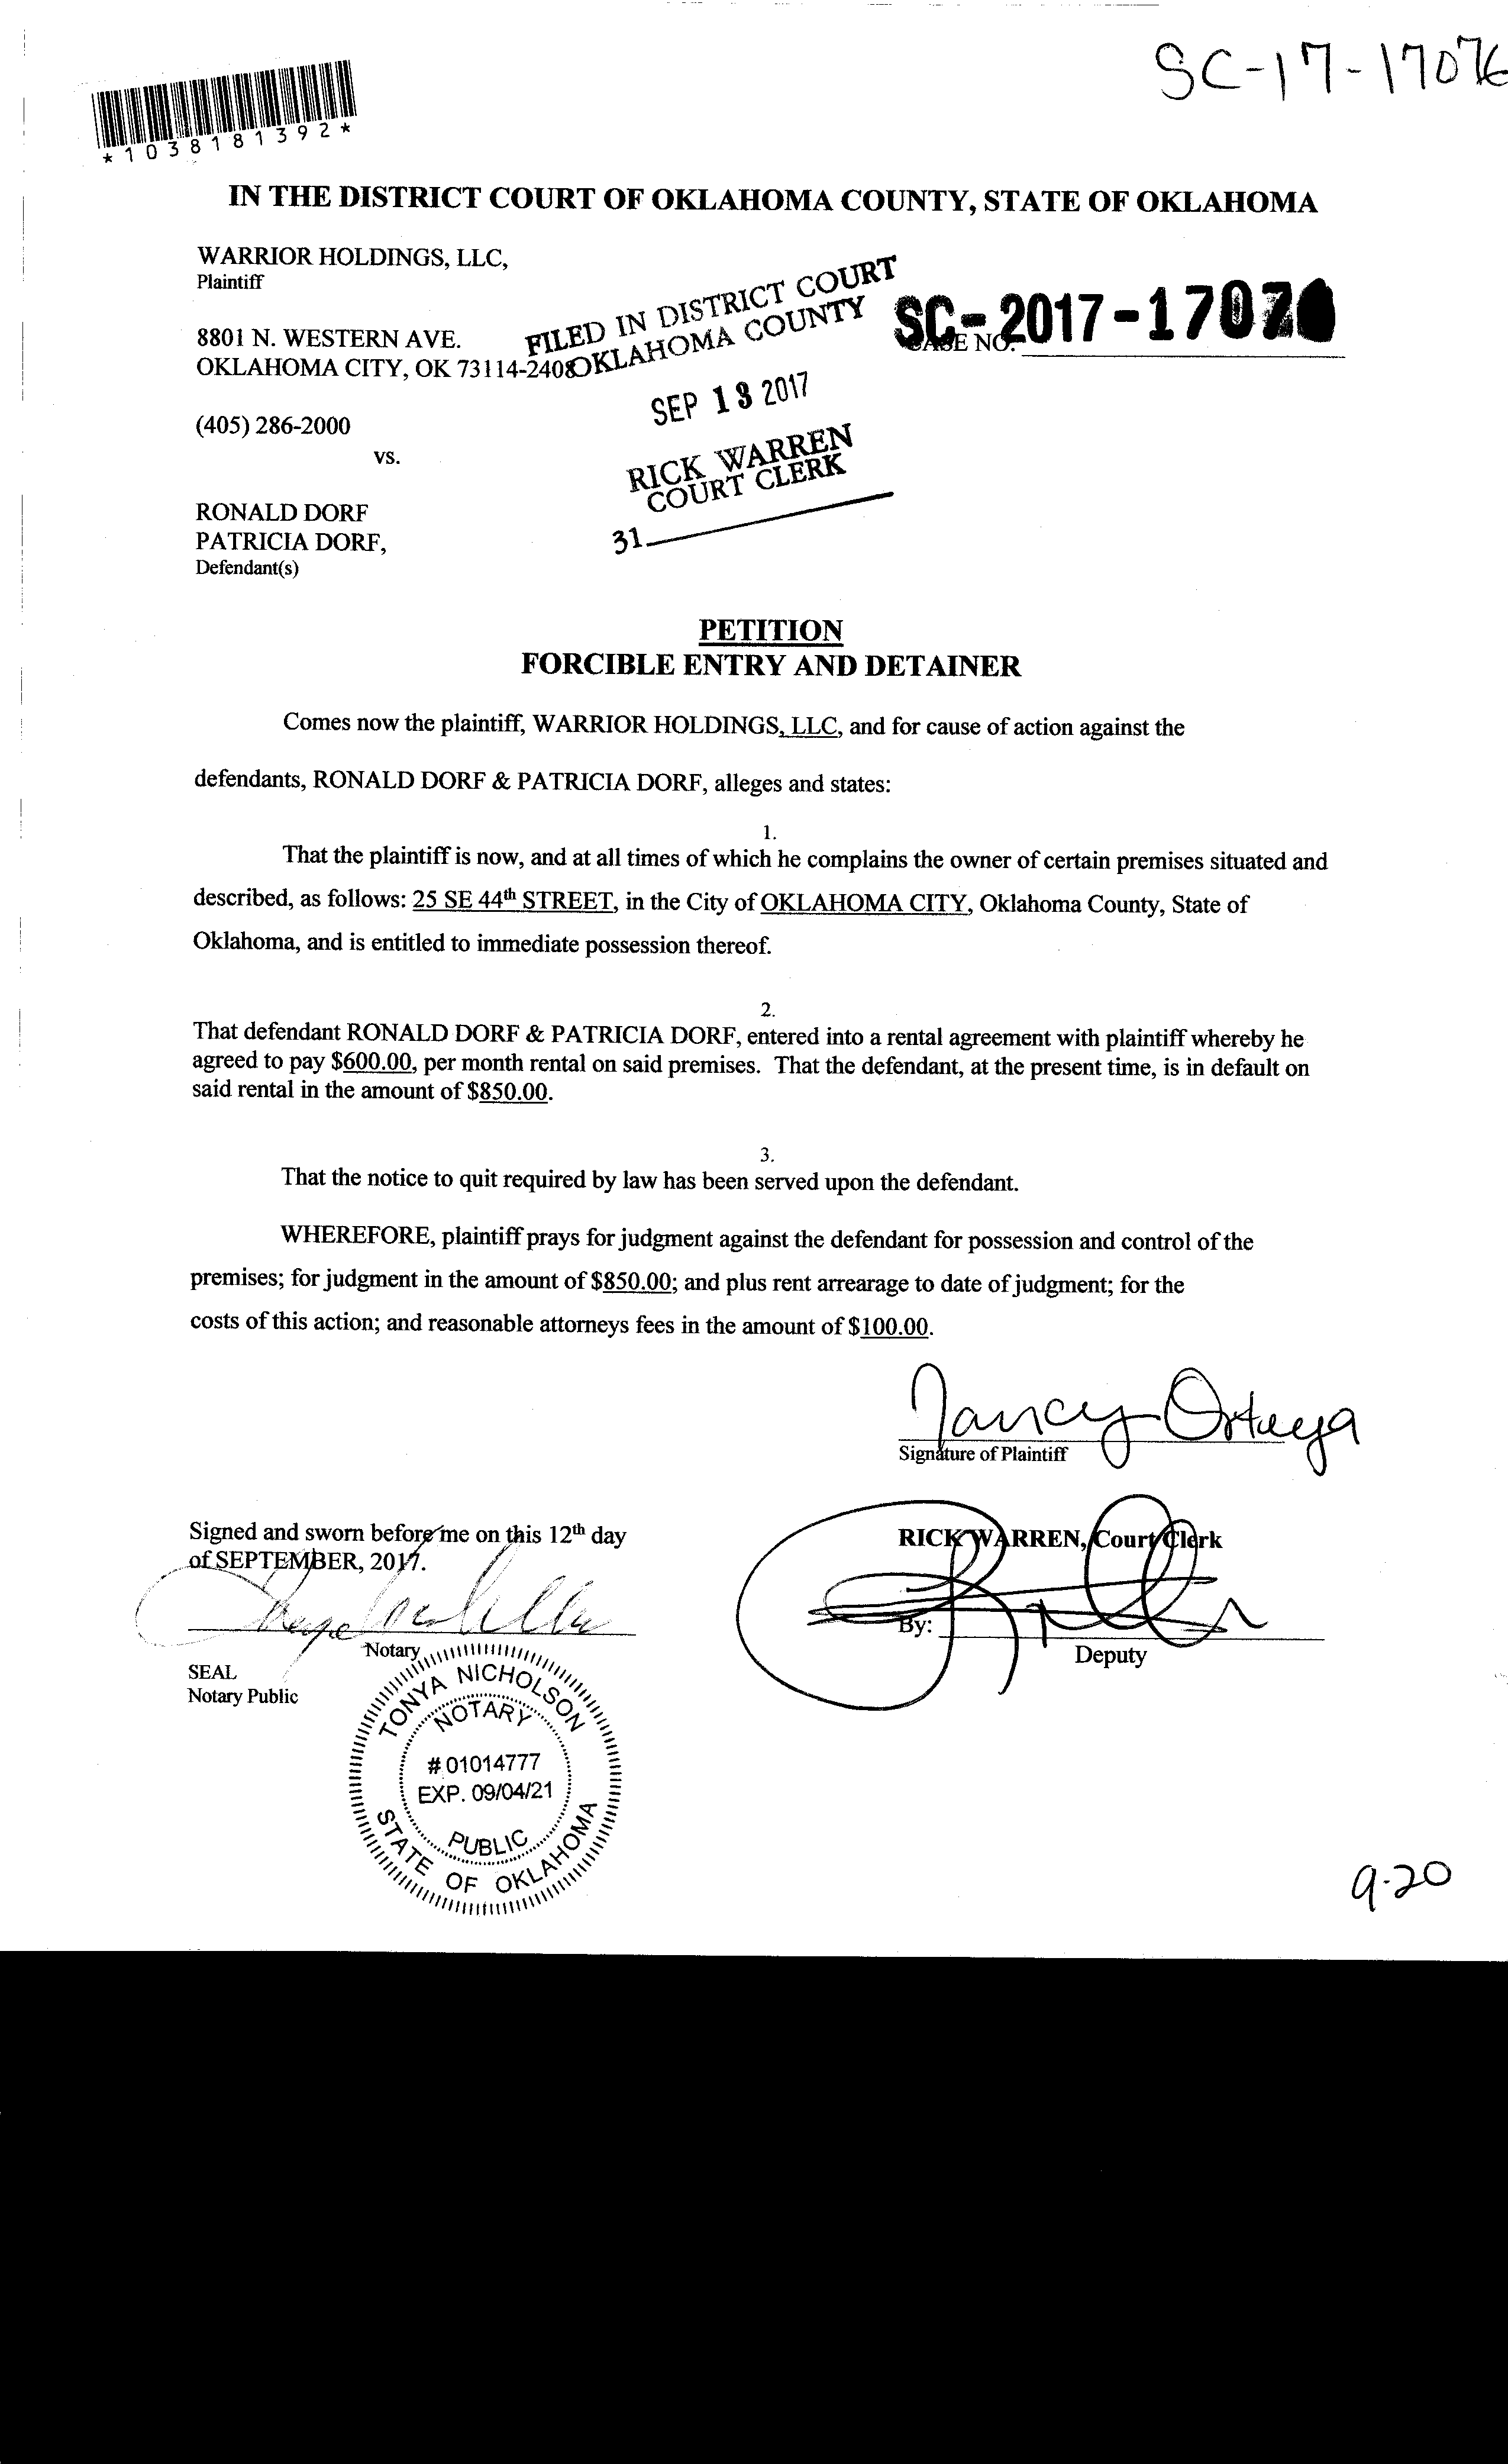 SC-17-17076
*1038181392*
IN THE DISTRICT COURT OF OKLAHOMA COUNTY, STATE OF OKLAHOMA
WARRIOR HOLDINGS, LLC,
Plaintiff
8801 N. WESTERN AVE.
OKLAHOMA CITY, OK 73114-2408
(405) 286-2000
vs.
RONALD DORF
PATRICIA DORF,
Defendant(s)
FILED IN DISTRICT COURT
OKLAHOMA COUNTY
SEP 13 2017
RICK WARREN
COURT CLERK
31
SC-2017-17076
CASE NO.
PETITION
FORCIBLE ENTRY AND DETAINER
Comes now the plaintiff, WARRIOR HOLDINGS, LLC, and for cause of action against the
defendants, RONALD DORF & PATRICIA DORF, alleges and states:
1.
That the plaintiff is now, and at all times of which he complains the owner of certain premises situated and
described, as follows: 25 SE 44th STREET, in the City of OKLAHOMA CITY, Oklahoma County, State of
Oklahoma, and is entitled to immediate possession thereof.
2.
That defendant RONALD DORF & PATRICIA DORF, entered into a rental agreement with plaintiff whereby he
agreed to pay $600.00, per month rental on said premises.  That the defendant, at the present time, is in default on
said rental in the amount of $850.00.
3.
That the notice to quit required by law has been served upon the defendant.
WHEREFORE, plaintiff prays for judgment against the defendant for possession and control of the
premises; for judgment in the amount of $850.00; and plus rent arrearage to date of judgment; for the
costs of this action; and reasonable attorneys fees in the amount of $100.00.
Nancy Ortega
Signature of Plaintiff
Signed and sworn before me on this 12th day
of SEPTEMBER, 2017.
Notary
SEAL
Notary Public
RICK WARREN, Court Clerk
By:
Deputy
TONYA NICHOLSON
NOTARY
# 01014777
EXP. 09/04/21
PUBLIC
STATE OF OKLAHOMA
9-20